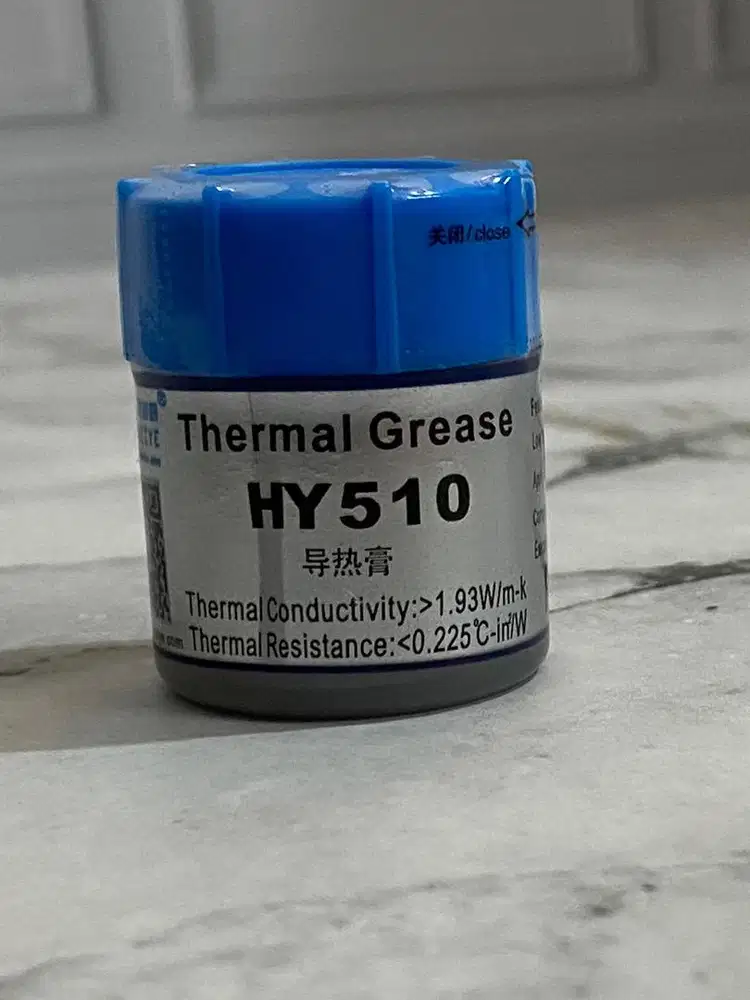 关闭/close
Thermal Grease
HY510
导热膏
Thermal Conductivity:>1.93W/m-k
Thermal Resistance:<0.225℃-in²/W